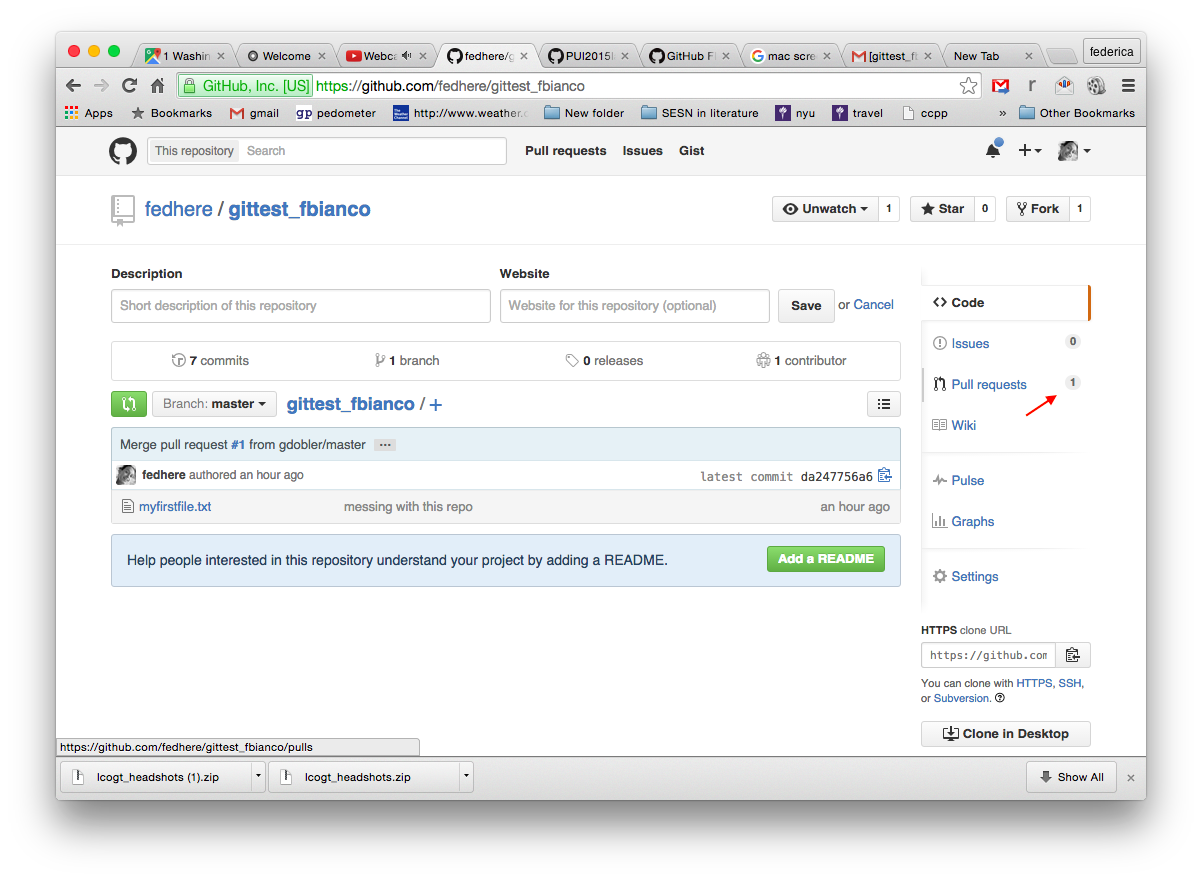 1 Washin
Welcome
Webca
fedhere/g
PUI2015
GitHub F
mac scre
[gittest_f
New Tab
federica
GitHub, Inc. [US] https://github.com/fedhere/gittest_fbianco
Apps
Bookmarks
gmail
gp pedometer
http://www.weather.c
New folder
SESN in literature
nyu
travel
ccpp
»
Other Bookmarks
This repository Search
Pull requests
Issues
Gist
fedhere / gittest_fbianco
Unwatch 1
Star 0
Fork 1
Description
Website
Short description of this repository
Website for this repository (optional)
Save or Cancel
7 commits
1 branch
0 releases
1 contributor
Branch: master
gittest_fbianco / +
Merge pull request #1 from gdobler/master ...
fedhere authored an hour ago
latest commit da247756a6
myfirstfile.txt
messing with this repo
an hour ago
Help people interested in this repository understand your project by adding a README.
Add a README
Code
Issues 0
Pull requests 1
Wiki
Pulse
Graphs
Settings
HTTPS clone URL
https://github.com
You can clone with HTTPS, SSH,
or Subversion.
Clone in Desktop
https://github.com/fedhere/gittest_fbianco/pulls
lcogt_headshots (1).zip
lcogt_headshots.zip
Show All